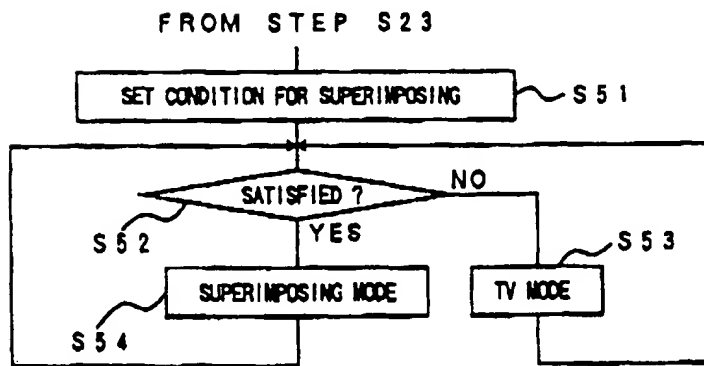 FROM STEP S23
SET CONDITION FOR SUPERIMPOSING
S51
SATISFIED ?
NO
S52
YES
S53
SUPERIMPOSING MODE
TV MODE
S54